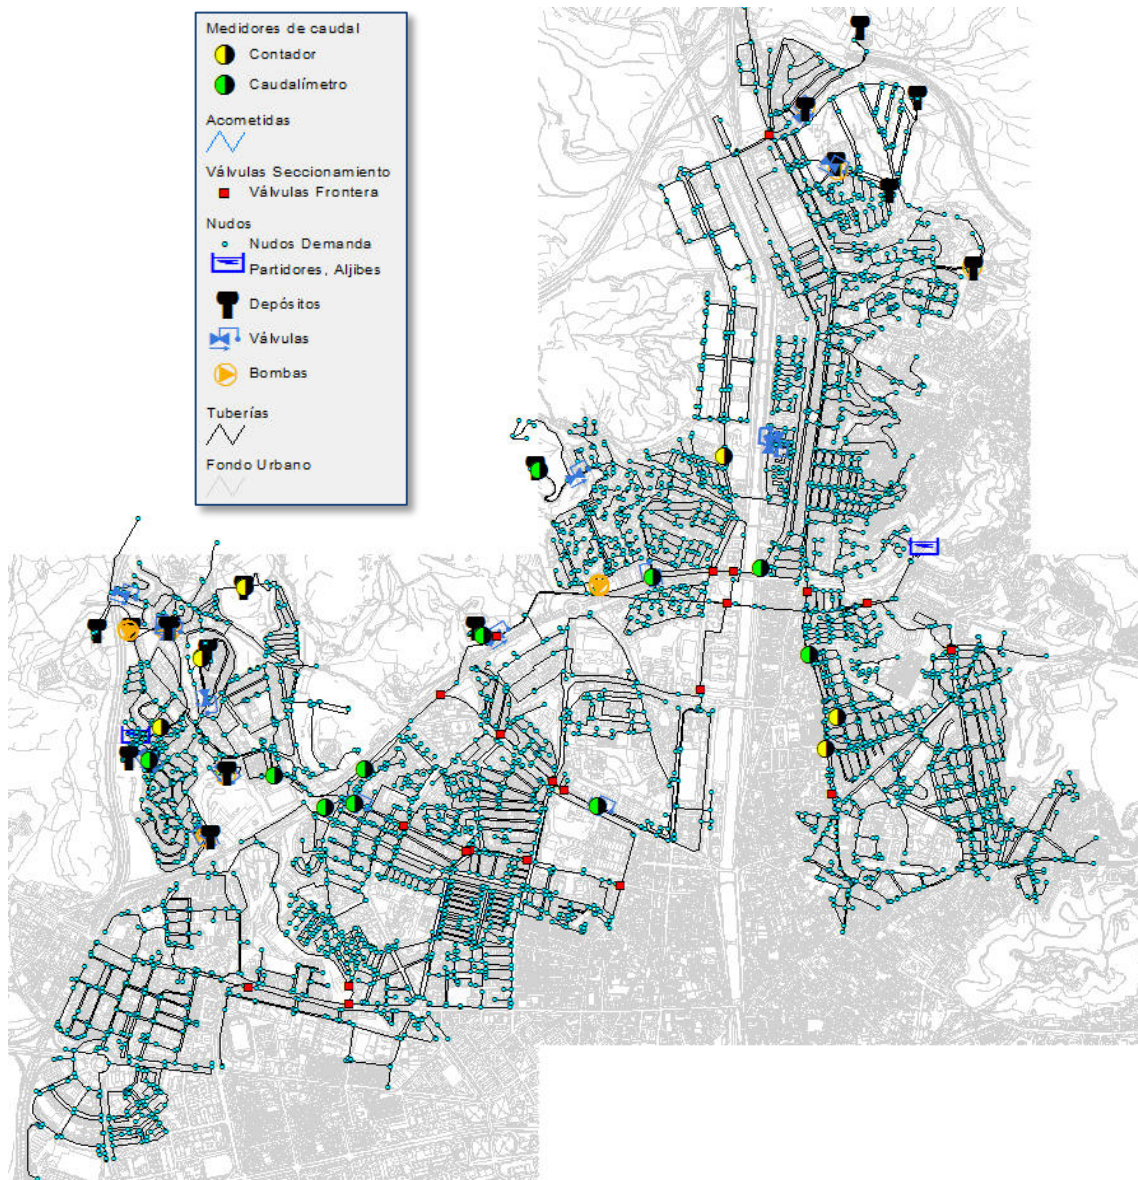 Medidores de caudal
Contador
Caudalímetro
Acometidas
Válvulas Seccionamiento
Válvulas Frontera
Nudos
Nudos Demanda
Partidores, Aljibes
Depósitos
Válvulas
Bombas
Tuberías
Fondo Urbano